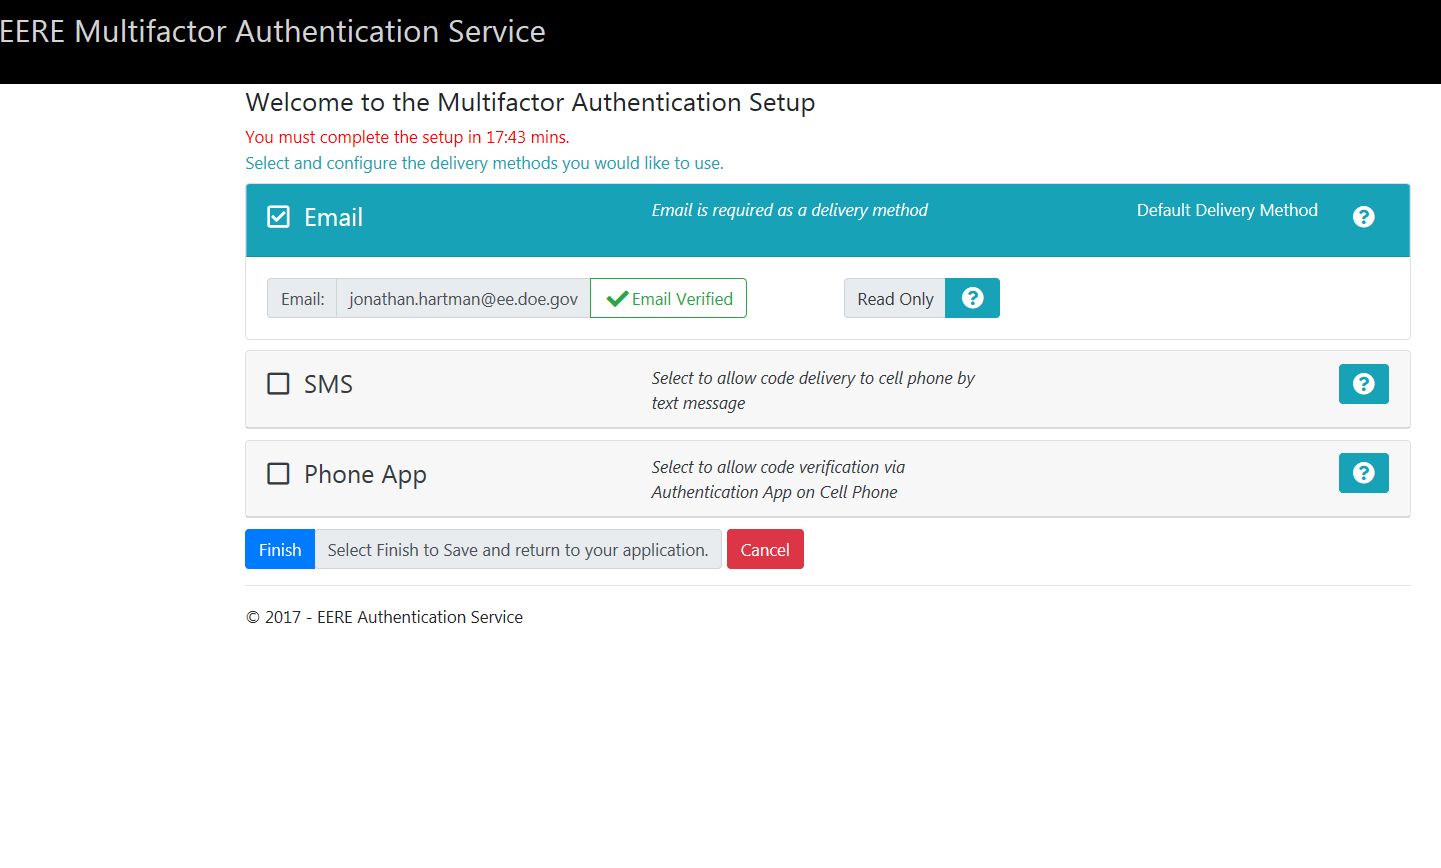 EERE Multifactor Authentication Service
Welcome to the Multifactor Authentication Setup
You must complete the setup in 17:43 mins.
Select and configure the delivery methods you would like to use.
Email
Email is required as a delivery method
Default Delivery Method
Email:
jonathan.hartman@ee.doe.gov
Email Verified
Read Only
SMS
Select to allow code delivery to cell phone by
text message
Phone App
Select to allow code verification via
Authentication App on Cell Phone
Finish
Select Finish to Save and return to your application.
Cancel
© 2017 - EERE Authentication Service